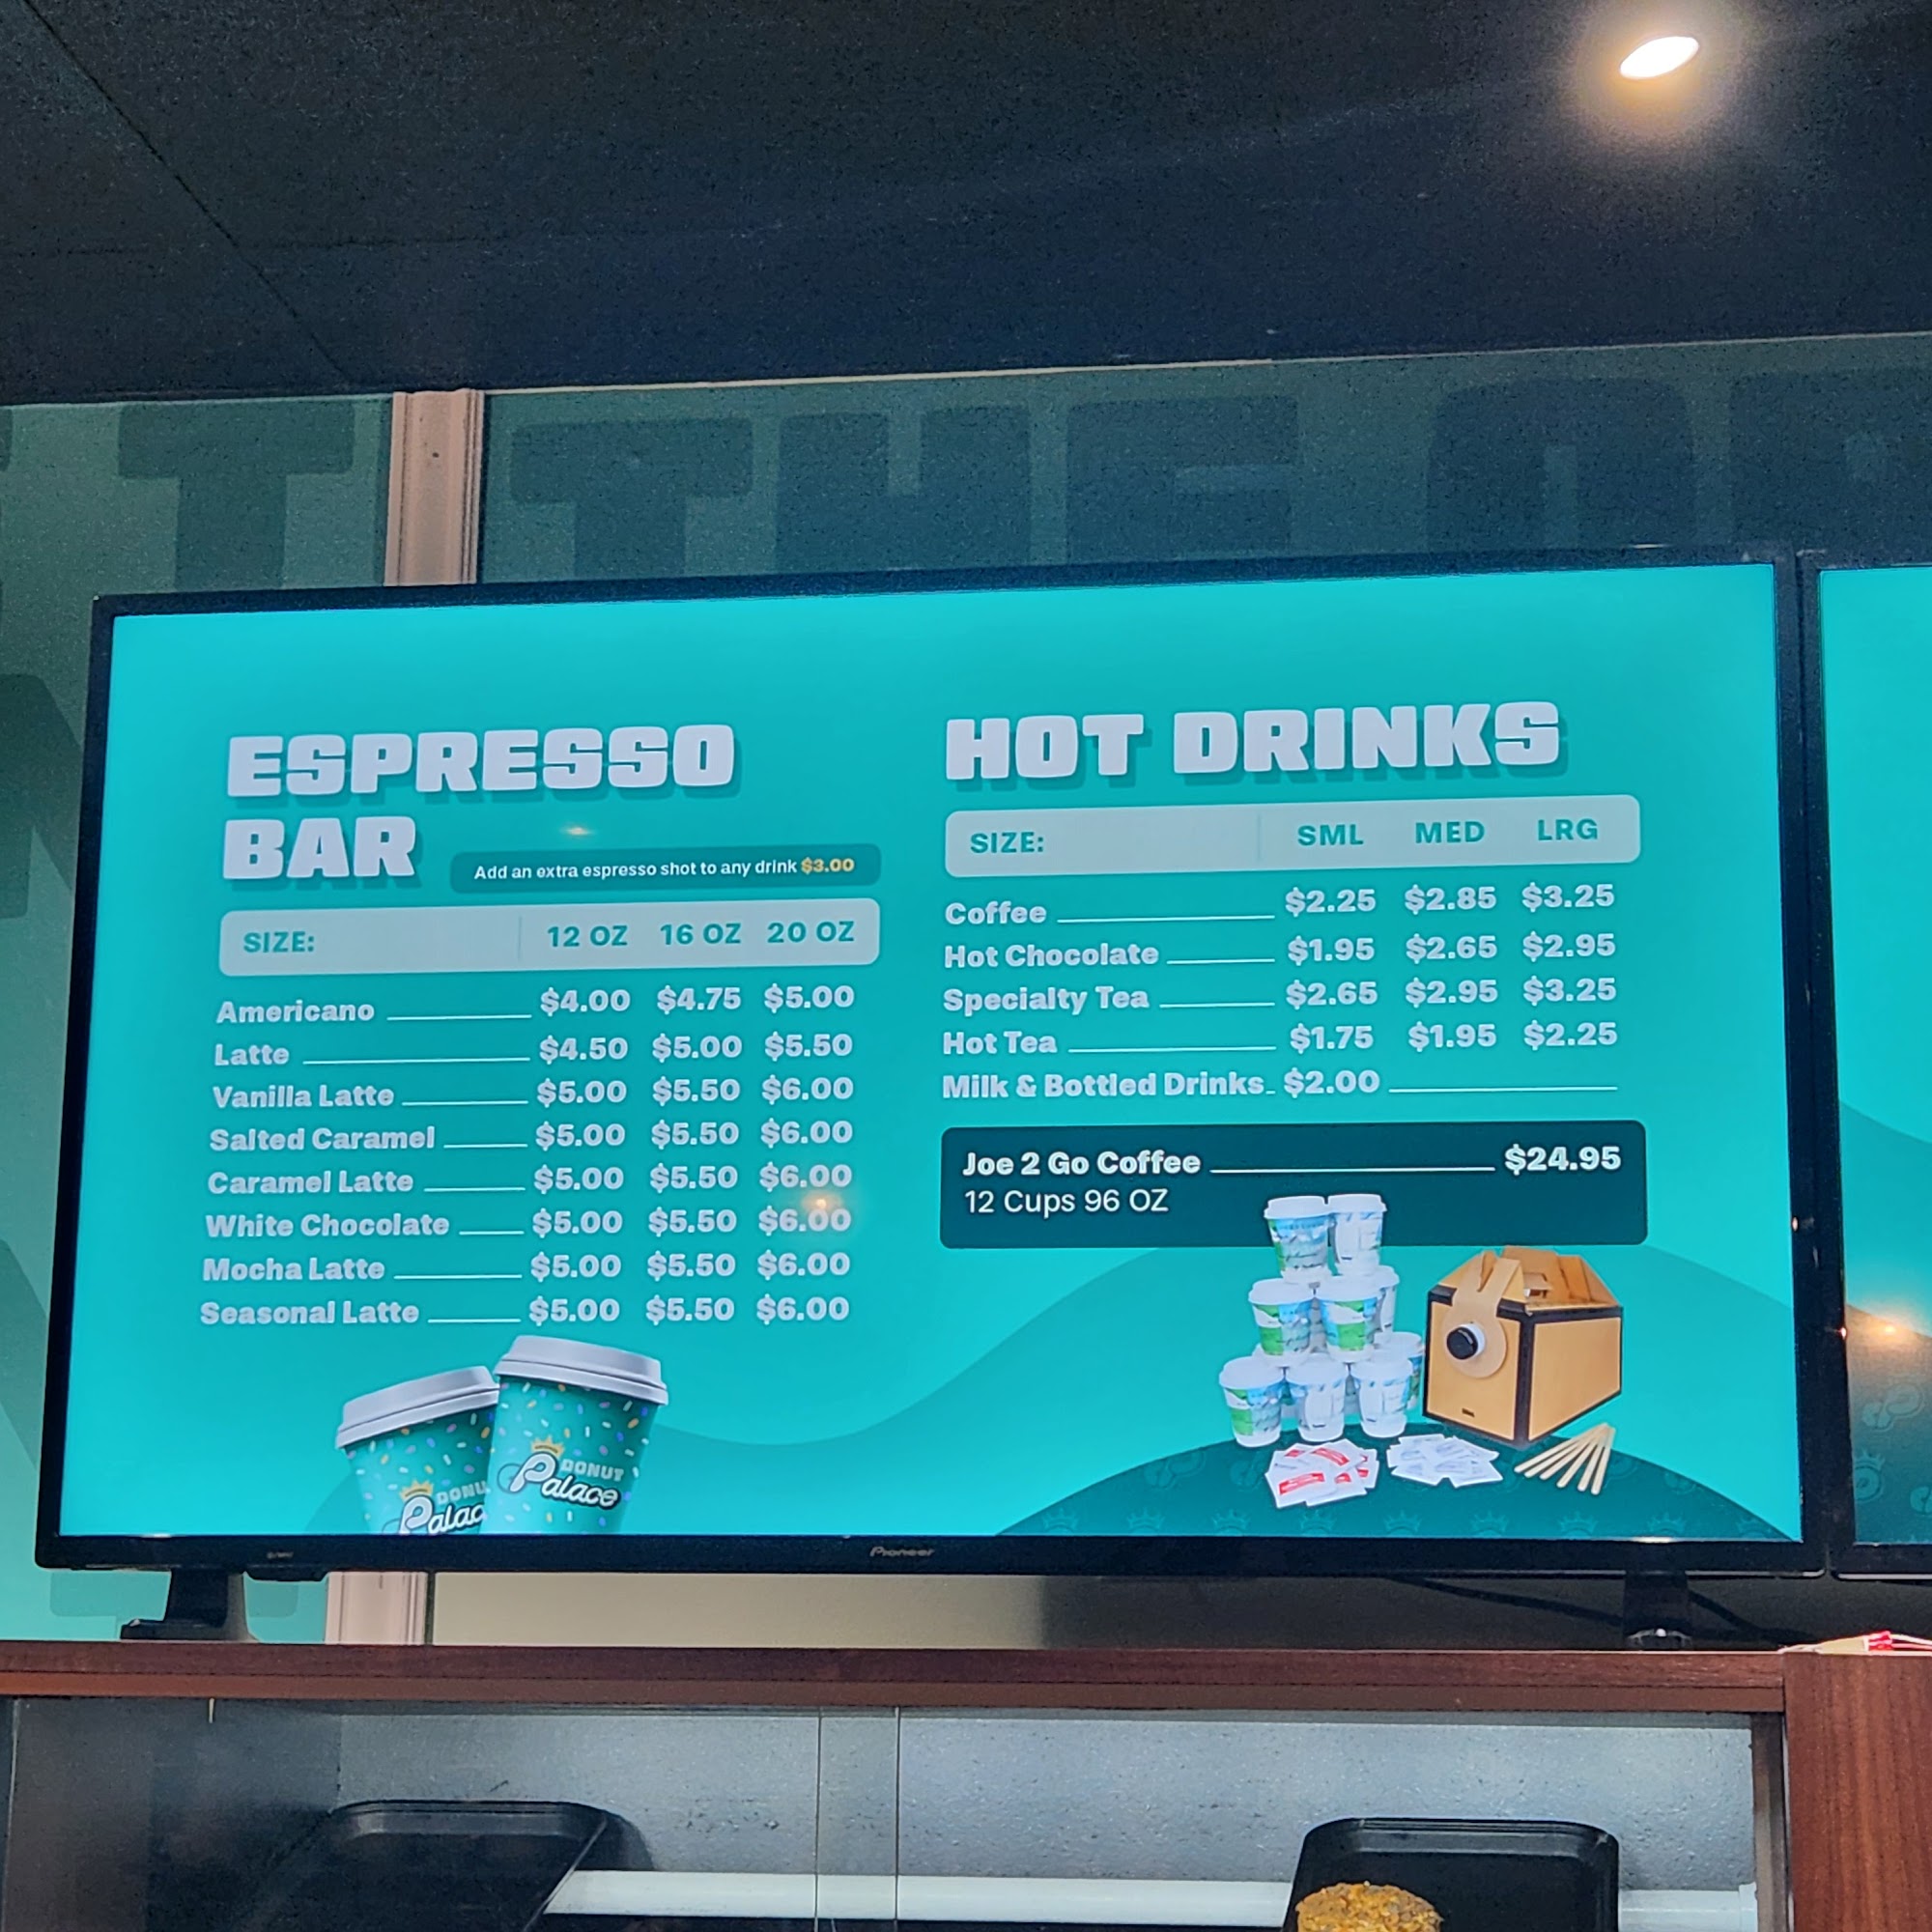 T THE
ESPRESSO
BAR
Add an extra espresso shot to any drink $3.00
SIZE: 12 OZ 16 OZ 20 OZ
Americano $4.00 $4.75 $5.00
Latte $4.50 $5.00 $5.50
Vanilla Latte $5.00 $5.50 $6.00
Salted Caramel $5.00 $5.50 $6.00
Caramel Latte $5.00 $5.50 $6.00
White Chocolate $5.00 $5.50 $6.00
Mocha Latte $5.00 $5.50 $6.00
Seasonal Latte $5.00 $5.50 $6.00
DONUT
Palace
DONUT
Palace
HOT DRINKS
SIZE: SML MED LRG
Coffee $2.25 $2.85 $3.25
Hot Chocolate $1.95 $2.65 $2.95
Specialty Tea $2.65 $2.95 $3.25
Hot Tea $1.75 $1.95 $2.25
Milk & Bottled Drinks $2.00
Joe 2 Go Coffee $24.95
12 Cups 96 OZ
Pioneer